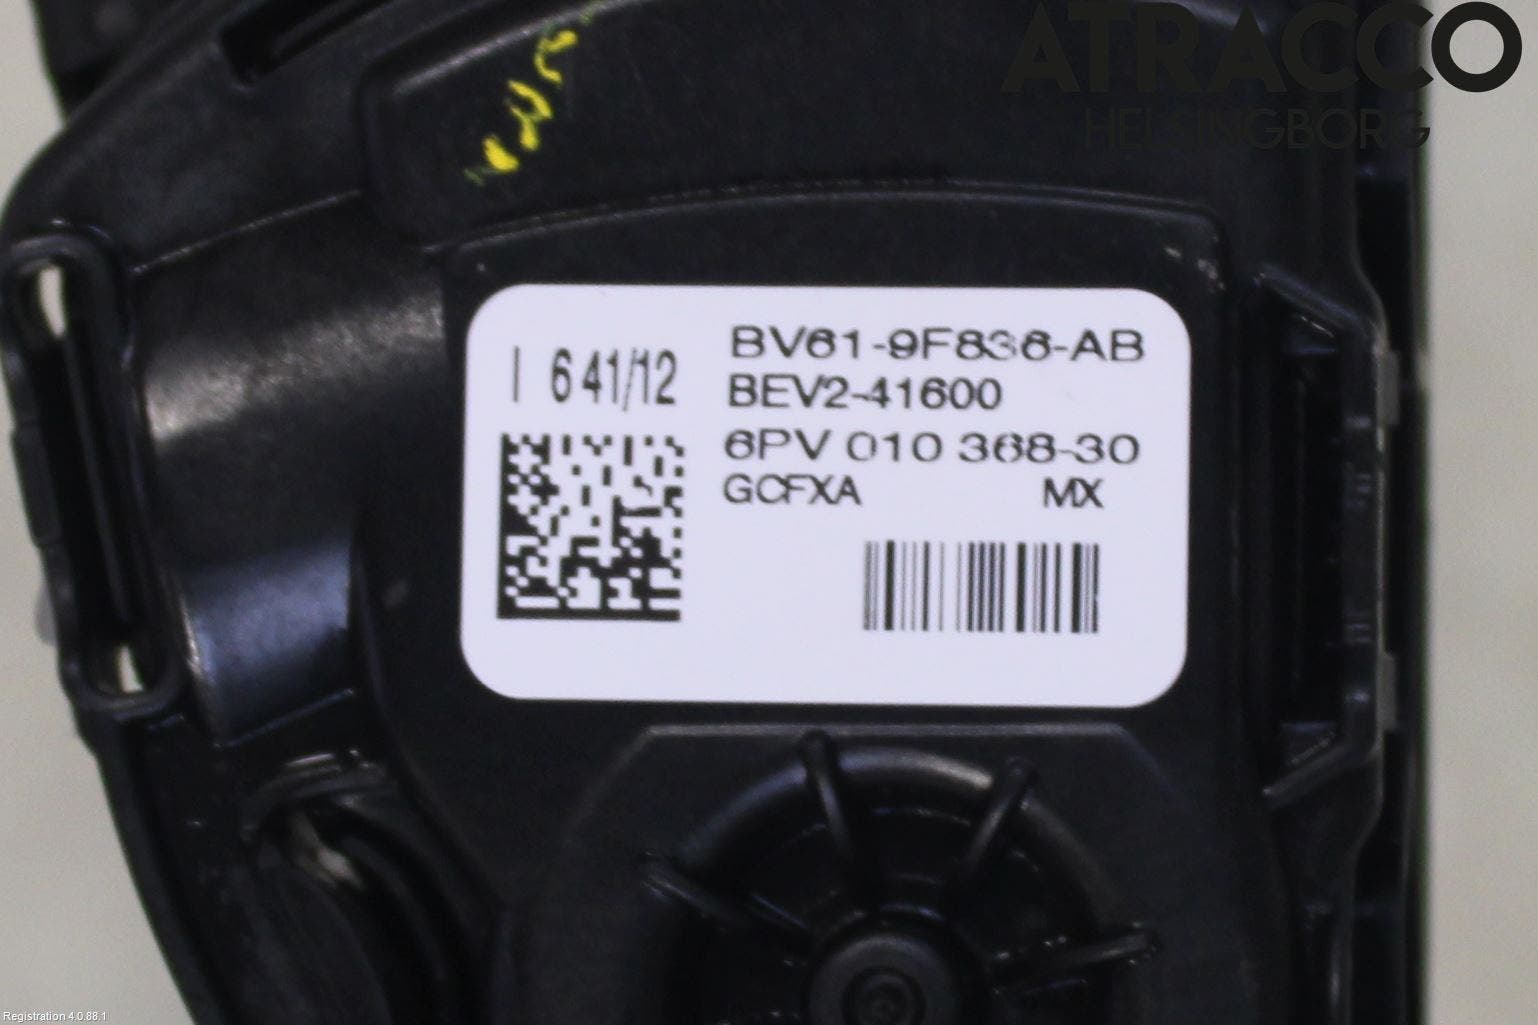 ATRACCO
HELSINGBORG
I 641/12
BV61-9F836-AB
BEV2-41600
6PV 010 368-30
GCFXA MX
Registration 4.0.88.1